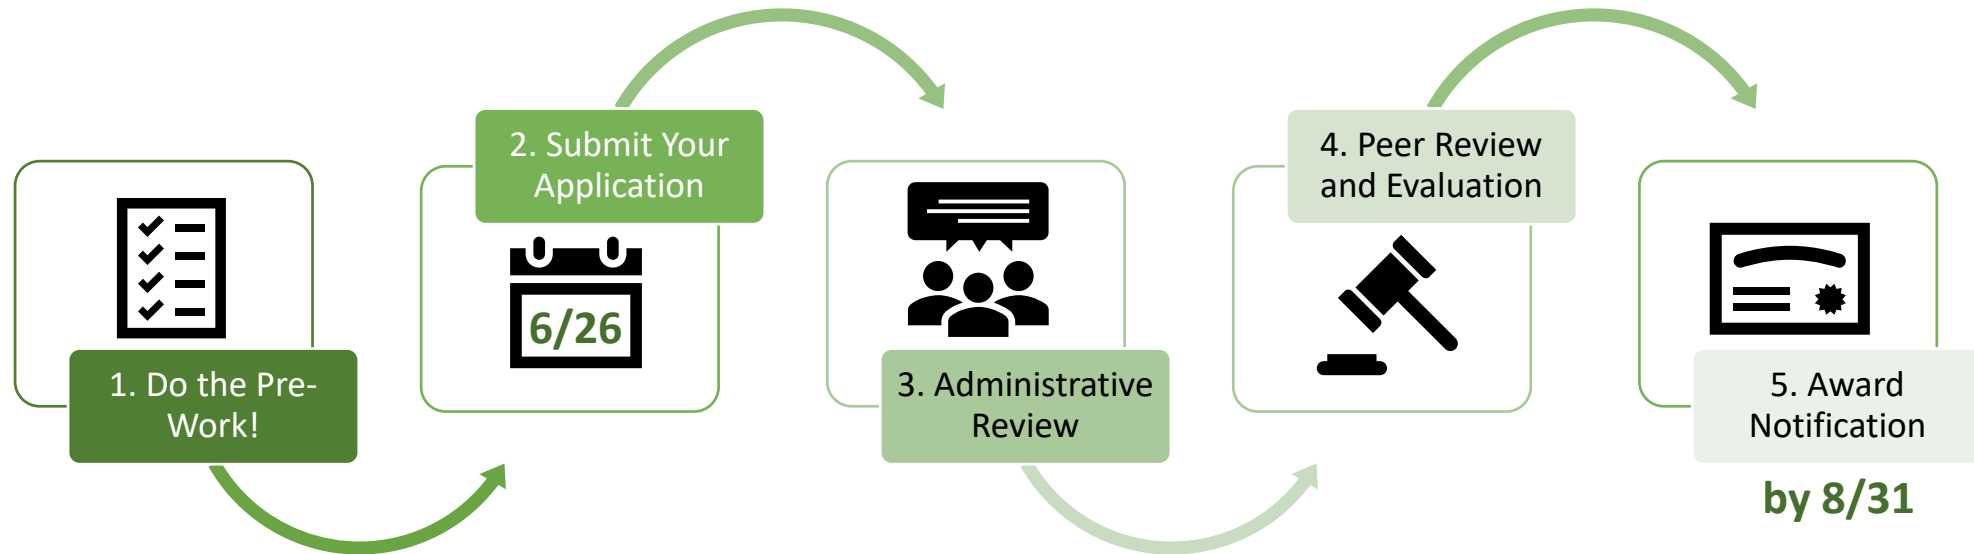 1. Do the Pre-
Work!
2. Submit Your
Application
6/26
3. Administrative
Review
4. Peer Review
and Evaluation
5. Award
Notification
by 8/31